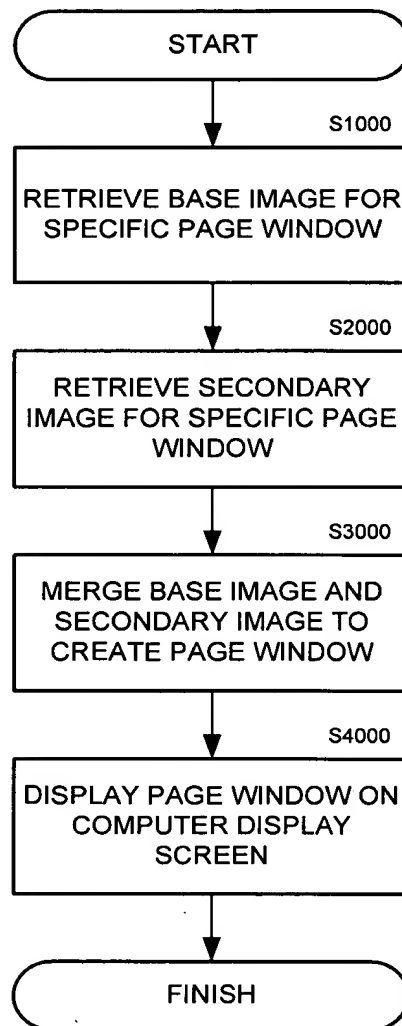 START
S1000
RETRIEVE BASE IMAGE FOR
SPECIFIC PAGE WINDOW
S2000
RETRIEVE SECONDARY
IMAGE FOR SPECIFIC PAGE
WINDOW
S3000
MERGE BASE IMAGE AND
SECONDARY IMAGE TO
CREATE PAGE WINDOW
S4000
DISPLAY PAGE WINDOW ON
COMPUTER DISPLAY
SCREEN
FINISH